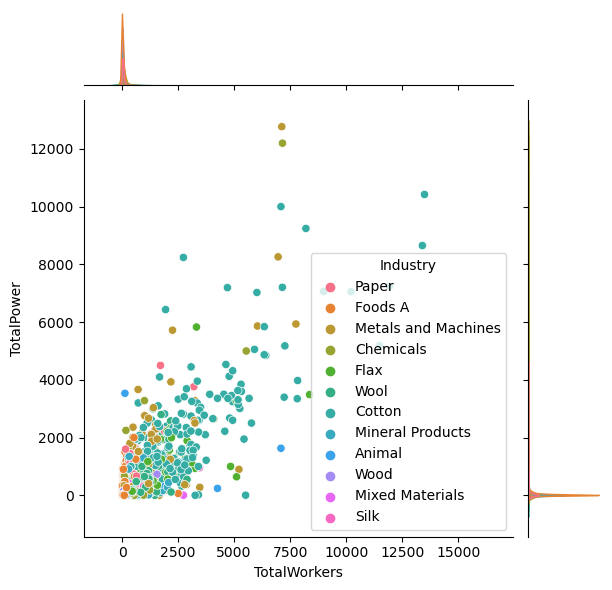 12000
10000
8000
6000
4000
2000
0
TotalPower
Industry
Paper
Foods A
Metals and Machines
Chemicals
Flax
Wool
Cotton
Mineral Products
Animal
Wood
Mixed Materials
Silk
0 2500 5000 7500 10000 12500 15000
TotalWorkers